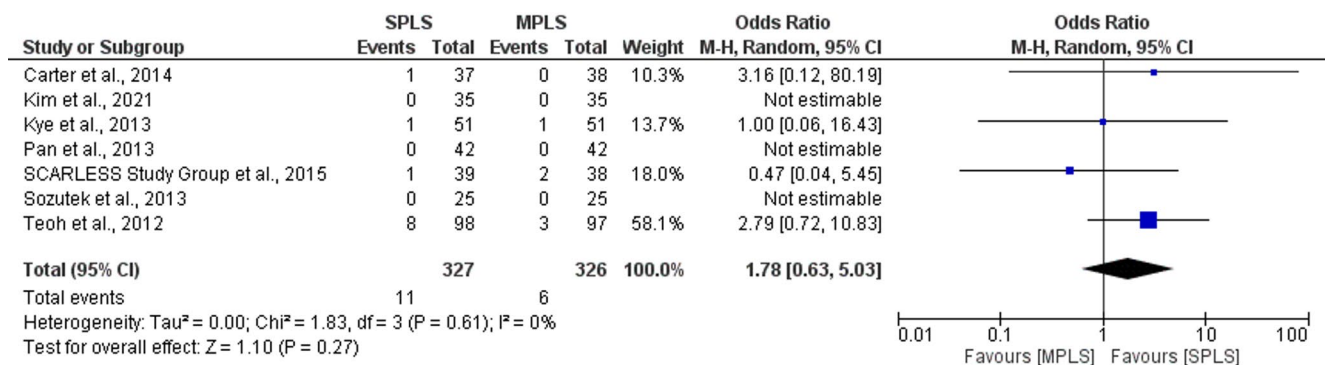 SPLS MPLS Odds Ratio Odds Ratio
Study or Subgroup Events Total Events Total Weight M-H, Random, 95% CI M-H, Random, 95% CI
Carter et al., 2014 1 37 0 38 10.3% 3.16 [0.12, 80.19]
Kim et al., 2021 0 35 0 35 Not estimable
Kye et al., 2013 1 51 1 51 13.7% 1.00 [0.06, 16.43]
Pan et al., 2013 0 42 0 42 Not estimable
SCARLESS Study Group et al., 2015 1 39 2 38 18.0% 0.47 [0.04, 5.45]
Sozutek et al., 2013 0 25 0 25 Not estimable
Teoh et al., 2012 8 98 3 97 58.1% 2.79 [0.72, 10.83]
Total (95% CI) 327 326 100.0% 1.78 [0.63, 5.03]
Total events 11 6
Heterogeneity: Tau² = 0.00; Chi² = 1.83, df = 3 (P = 0.61); I² = 0%
Test for overall effect: Z = 1.10 (P = 0.27)
0.01 0.1 1 10 100
Favours [MPLS] Favours [SPLS]